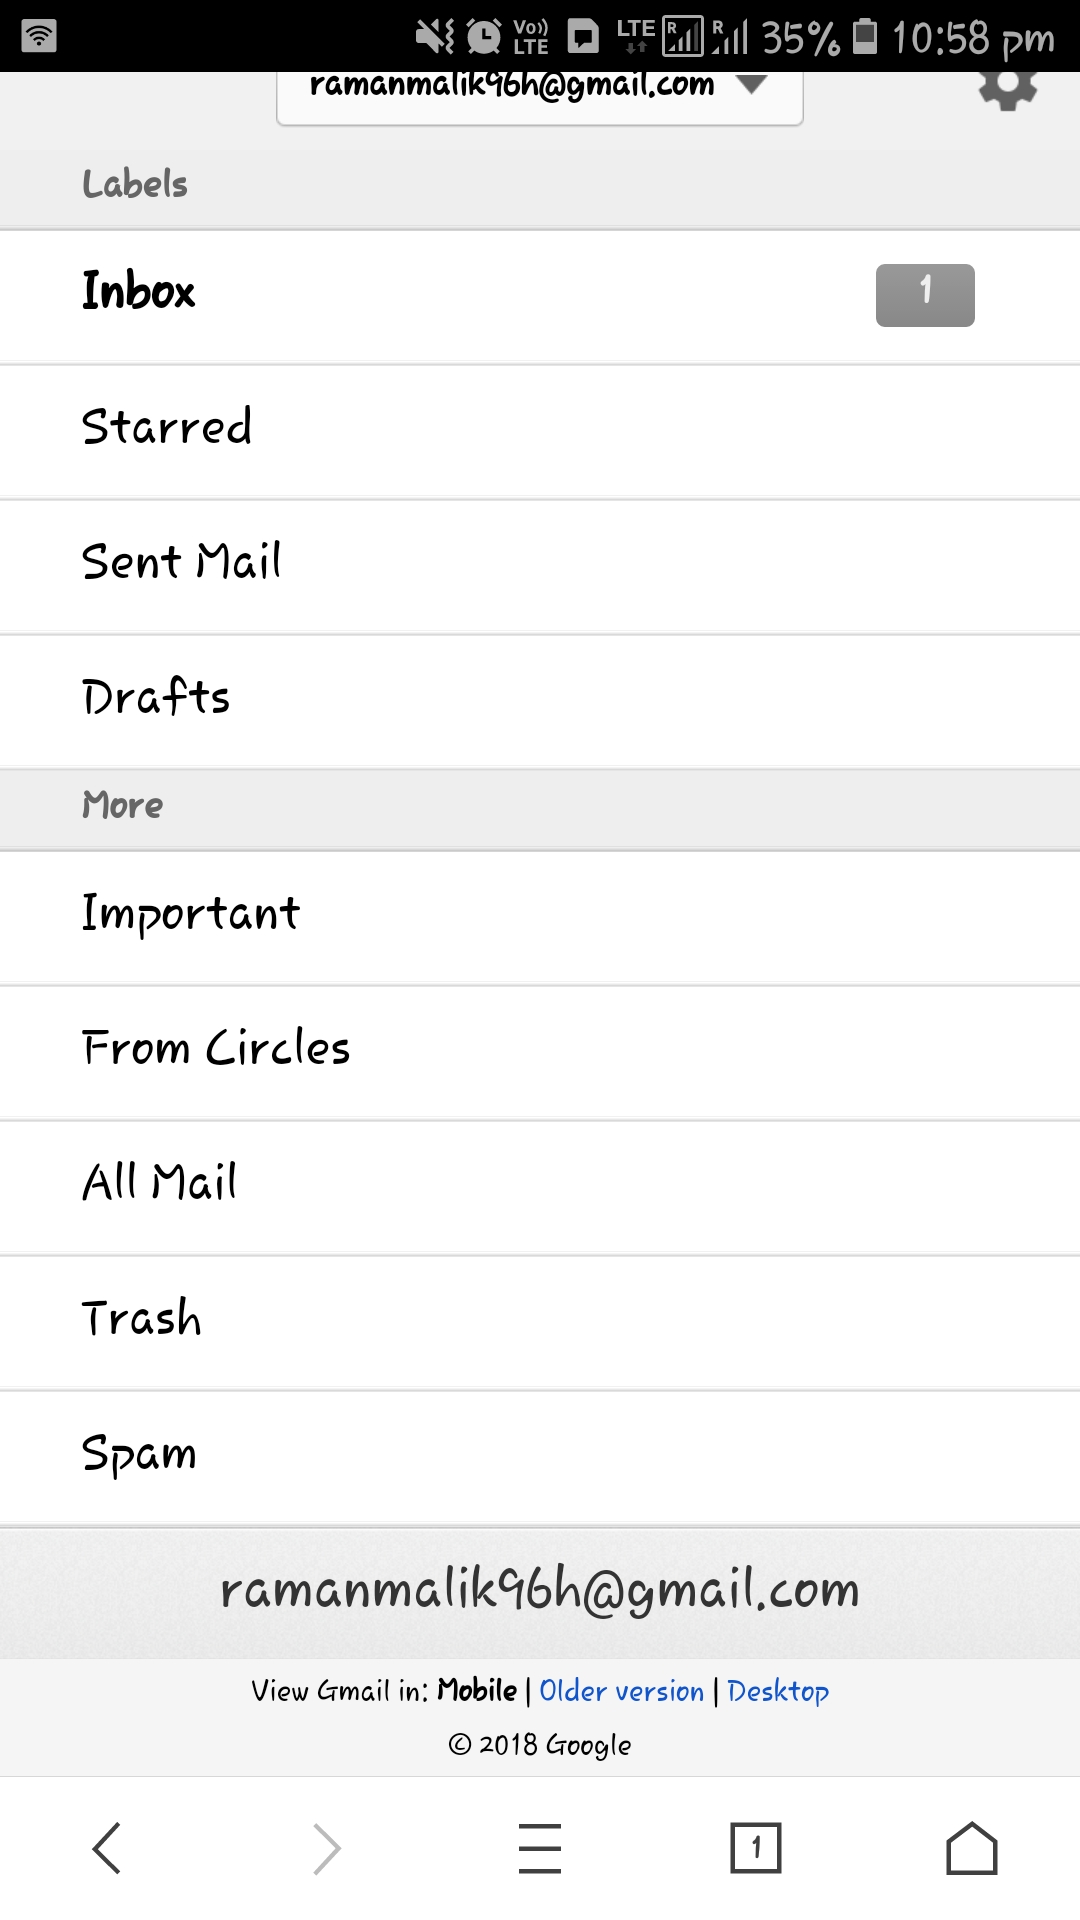 Vo)) LTE LTE R R 35% 10:58 pm
ramanmalik96h@gmail.com
Labels
Inbox 1
Starred
Sent Mail
Drafts
More
Important
From Circles
All Mail
Trash
Spam
ramanmalik96h@gmail.com
View Gmail in: Mobile | Older version | Desktop
© 2018 Google
1